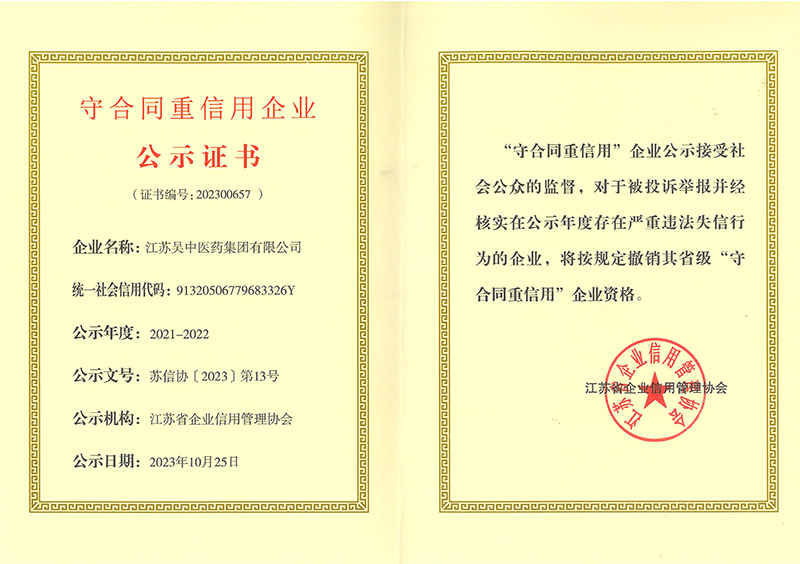 守合同重信用企业
公示证书
（证书编号：202300657 ）
企业名称：江苏吴中医药集团有限公司
统一社会信用代码：91320506779683326Y
公示年度：2021-2022
公示文号：苏信协〔2023〕第13号
公示机构：江苏省企业信用管理协会
公示日期：2023年10月25日
“守合同重信用”企业公示接受社
会公众的监督，对于被投诉举报并经
核实在公示年度存在严重违法失信行
为的企业，将按规定撤销其省级“守
合同重信用”企业资格。
江苏省企业信用管理协会
江苏省企业信用管理协会